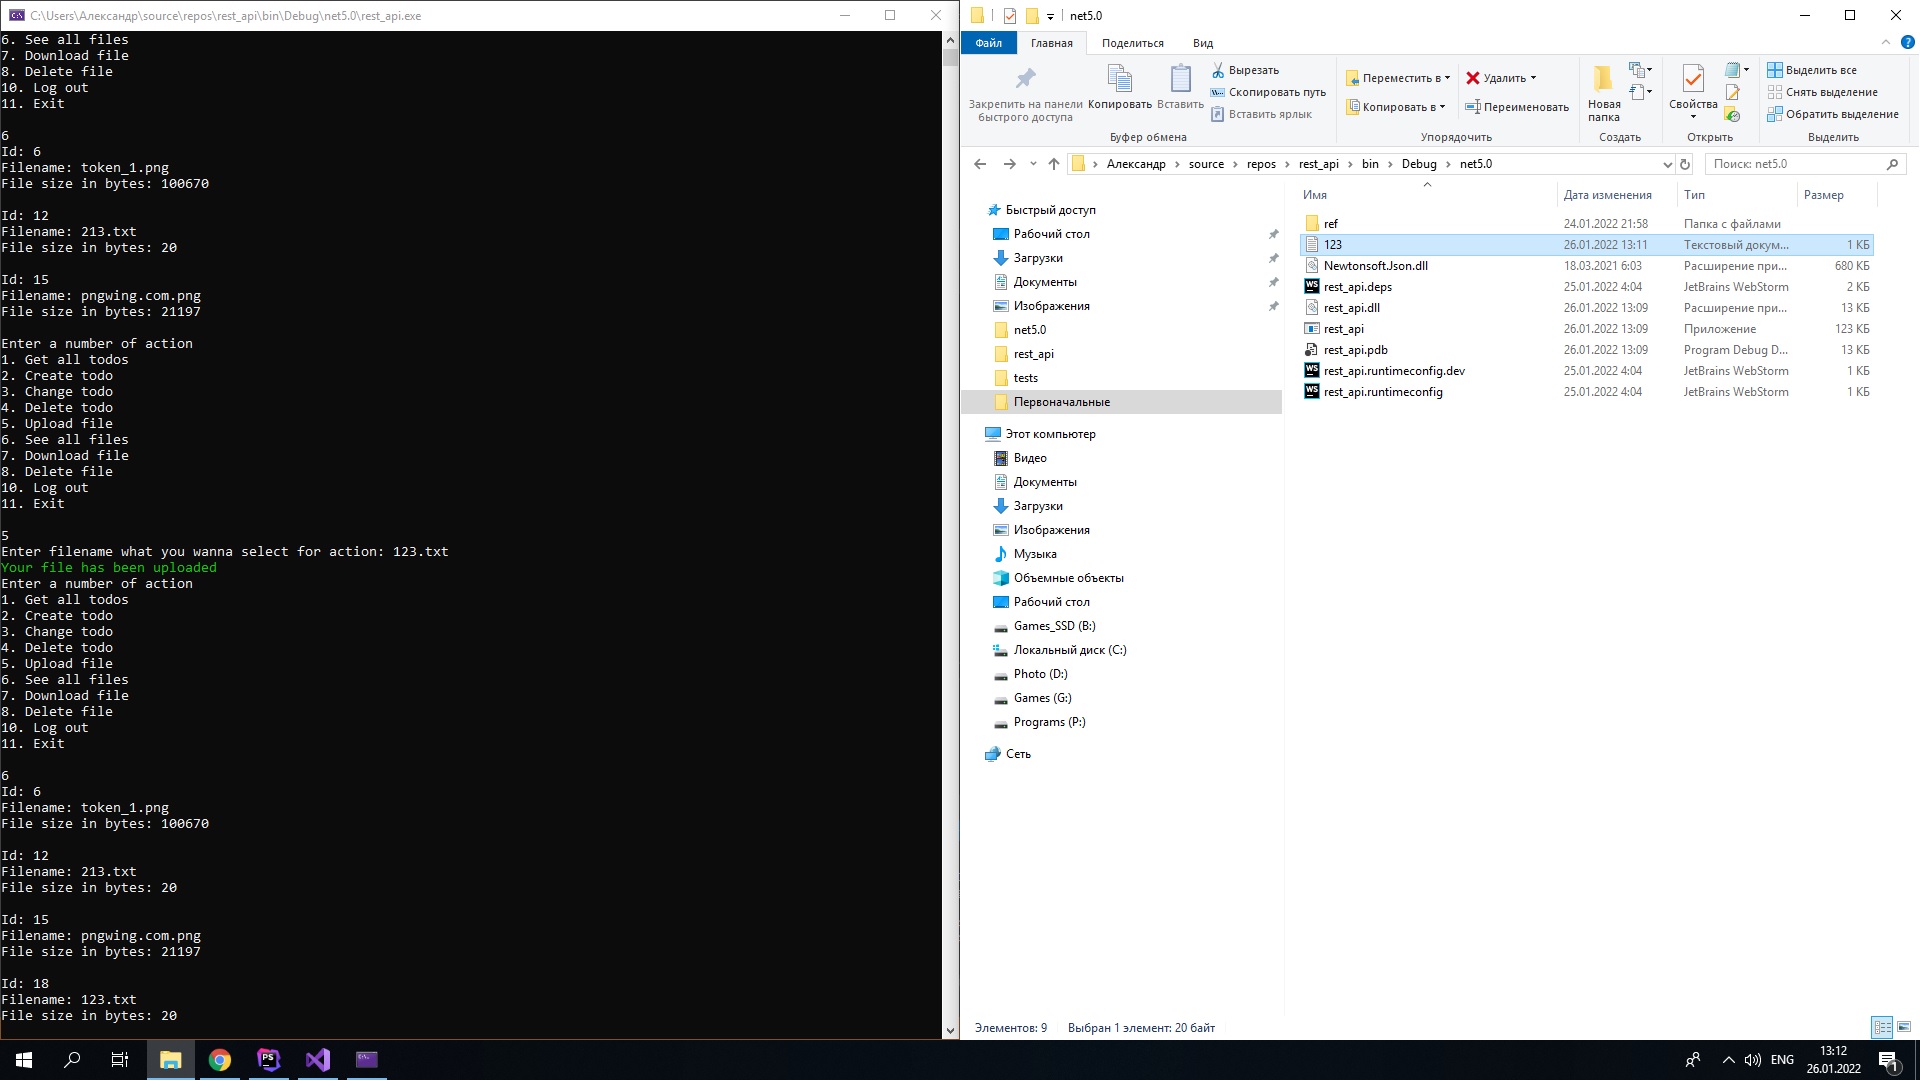 C:\Users\Александр\source\repos\rest_api\bin\Debug\net5.0\rest_api.exe
6. See all files
7. Download file
8. Delete file
10. Log out
11. Exit
6
Id: 6
Filename: token_1.png
File size in bytes: 100670
Id: 12
Filename: 213.txt
File size in bytes: 20
Id: 15
Filename: pngwing.com.png
File size in bytes: 21197
Enter a number of action
1. Get all todos
2. Create todo
3. Change todo
4. Delete todo
5. Upload file
6. See all files
7. Download file
8. Delete file
10. Log out
11. Exit
5
Enter filename what you wanna select for action: 123.txt
Your file has been uploaded
Enter a number of action
1. Get all todos
2. Create todo
3. Change todo
4. Delete todo
5. Upload file
6. See all files
7. Download file
8. Delete file
10. Log out
11. Exit
6
Id: 6
Filename: token_1.png
File size in bytes: 100670
Id: 12
Filename: 213.txt
File size in bytes: 20
Id: 15
Filename: pngwing.com.png
File size in bytes: 21197
Id: 18
Filename: 123.txt
File size in bytes: 20
net5.0
Файл Главная Поделиться Вид
Закрепить на панели быстрого доступа
Копировать
Вставить
Вырезать
Скопировать путь
Вставить ярлык
Буфер обмена
Переместить в
Копировать в
Удалить
Переименовать
Упорядочить
Новая папка
Создать
Свойства
Открыть
Выделить все
Снять выделение
Обратить выделение
Выделить
Александр › source › repos › rest_api › bin › Debug › net5.0
Поиск: net5.0
Быстрый доступ
Рабочий стол
Загрузки
Документы
Изображения
net5.0
rest_api
tests
Первоначальные
Этот компьютер
Видео
Документы
Загрузки
Изображения
Музыка
Объемные объекты
Рабочий стол
Games_SSD (B:)
Локальный диск (C:)
Photo (D:)
Games (G:)
Programs (P:)
Сеть
Имя Дата изменения Тип Размер
ref 24.01.2022 21:58 Папка с файлами
123 26.01.2022 13:11 Текстовый докум... 1 КБ
Newtonsoft.Json.dll 18.03.2021 6:03 Расширение при... 680 КБ
rest_api.deps 25.01.2022 4:04 JetBrains WebStorm 2 КБ
rest_api.dll 26.01.2022 13:09 Расширение при... 13 КБ
rest_api 26.01.2022 13:09 Приложение 123 КБ
rest_api.pdb 26.01.2022 13:09 Program Debug D... 13 КБ
rest_api.runtimeconfig.dev 25.01.2022 4:04 JetBrains WebStorm 1 КБ
rest_api.runtimeconfig 25.01.2022 4:04 JetBrains WebStorm 1 КБ
Элементов: 9 Выбран 1 элемент: 20 байт
ENG
13:12
26.01.2022
1